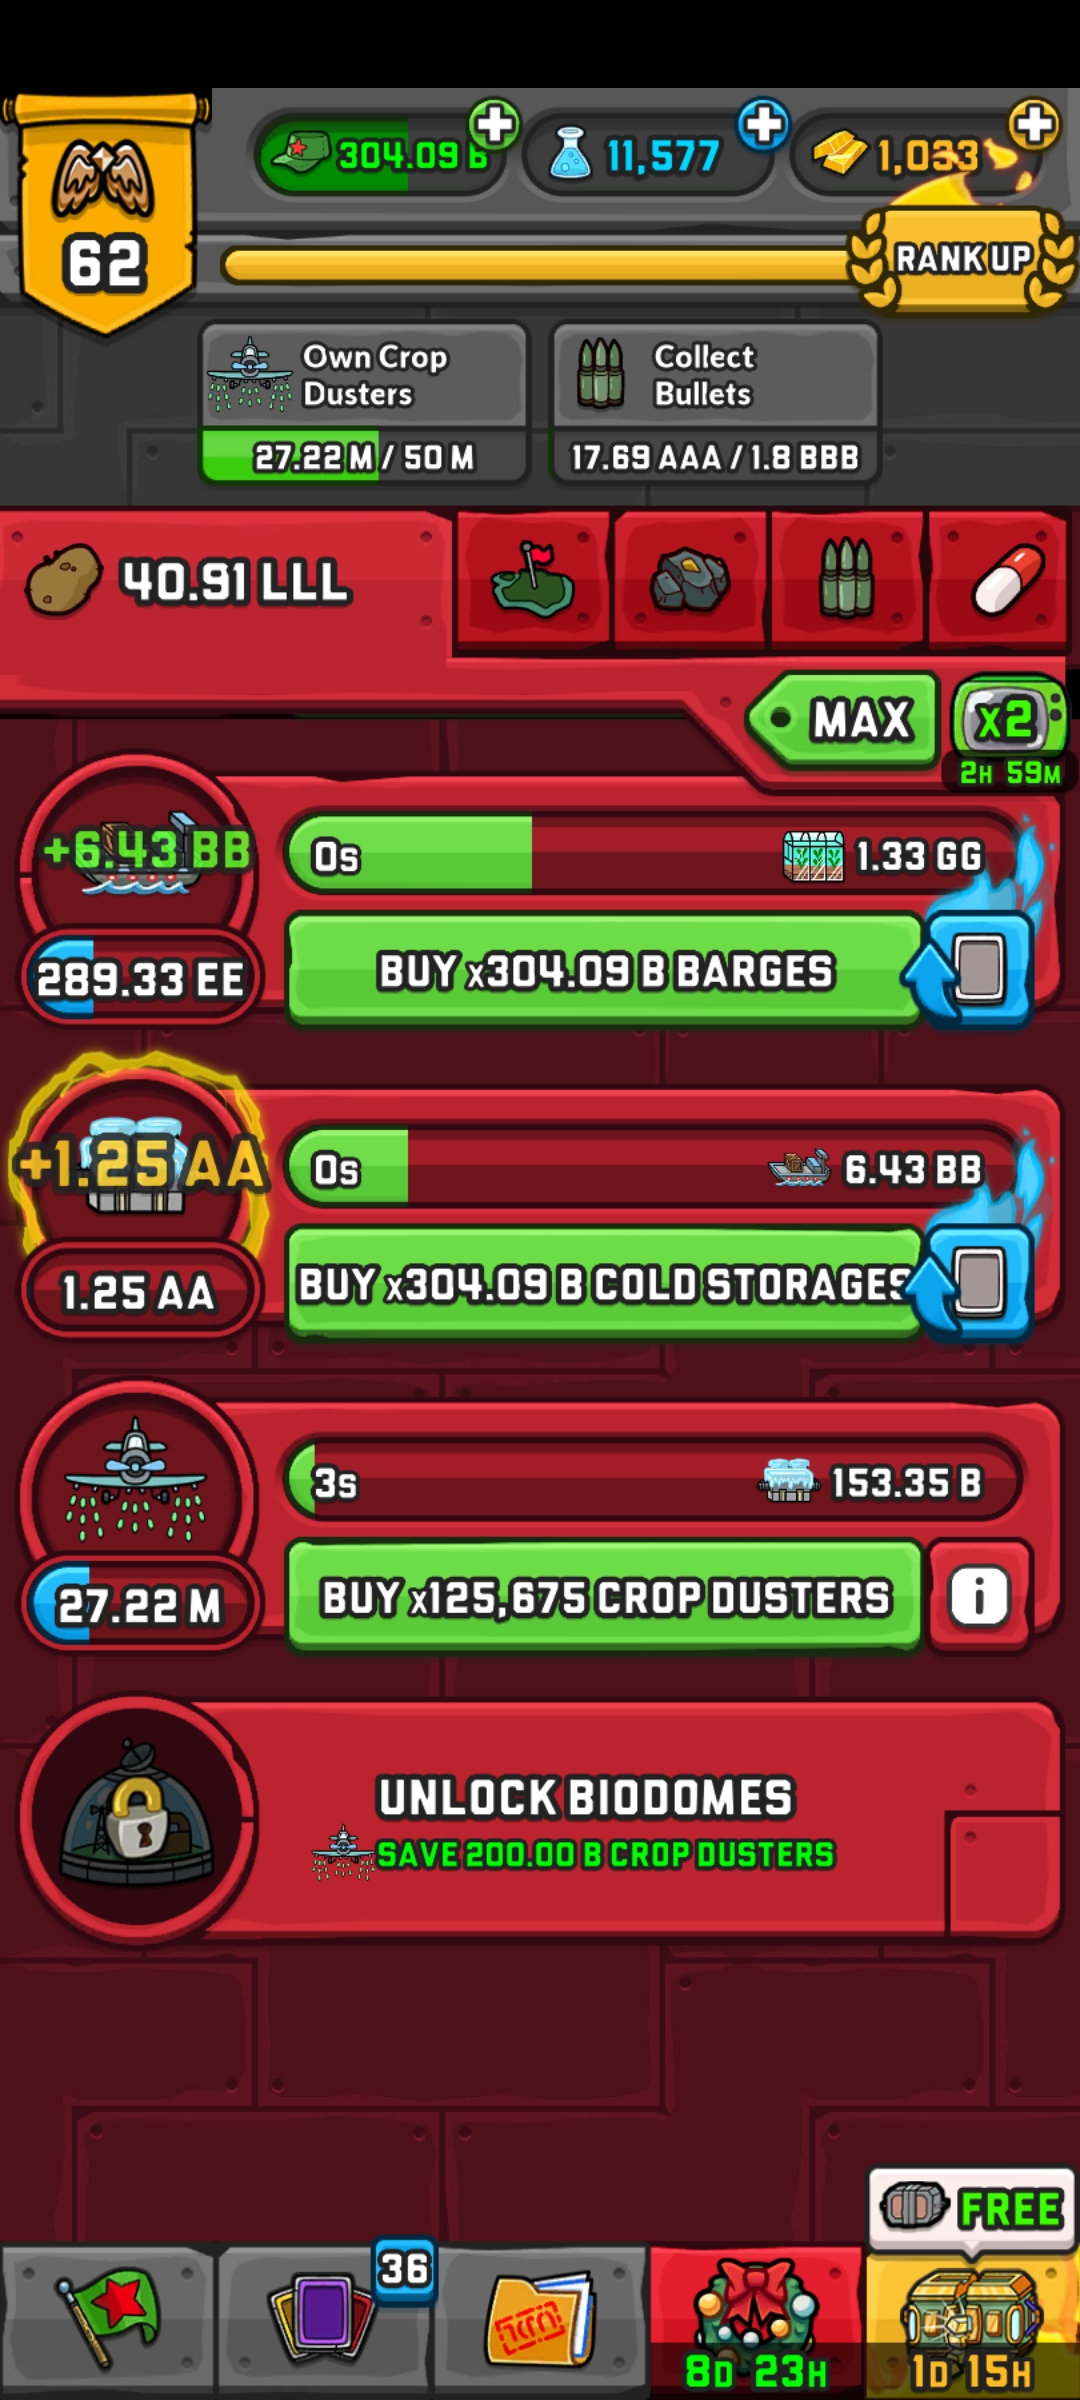 304.09 B
11,577
1,033
62
RANK UP
Own Crop
Dusters
27.22 M / 50 M
Collect
Bullets
17.69 AAA / 1.8 BBB
40.91 LLL
MAX
x2
2H 59M
+6.43 BB
0s
1.33 GG
289.33 EE
BUY x304.09 B BARGES
+1.25 AA
0s
6.43 BB
1.25 AA
BUY x304.09 B COLD STORAGES
3s
153.35 B
27.22 M
BUY x125,675 CROP DUSTERS
i
UNLOCK BIODOMES
SAVE 200.00 B CROP DUSTERS
FREE
36
8D 23H
1D 15H